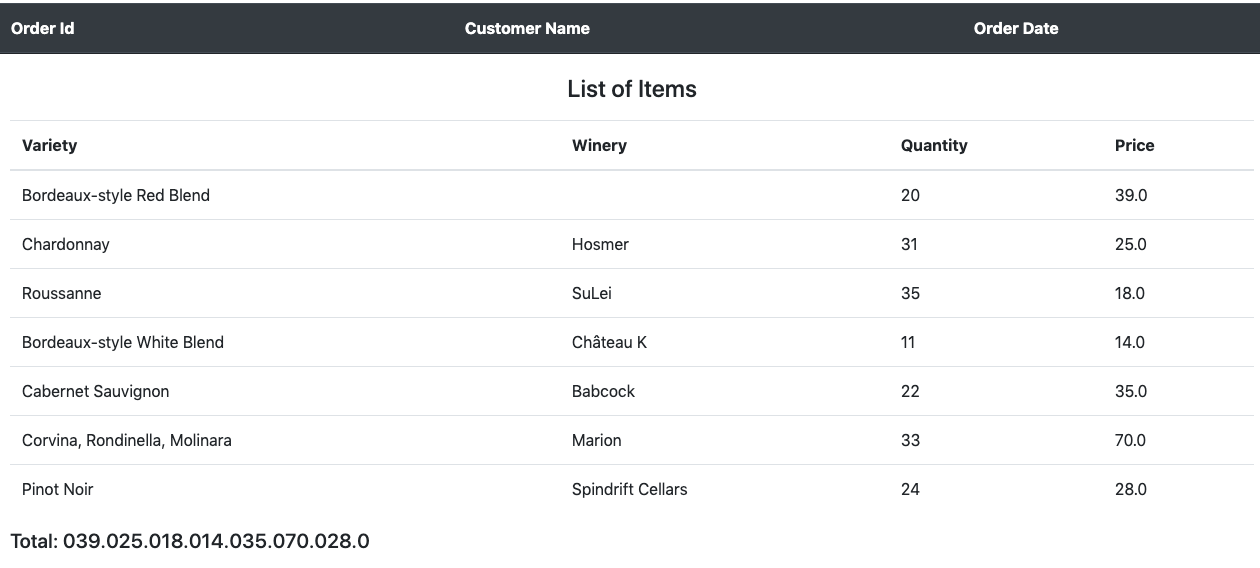 Order Id Customer Name Order Date
List of Items
Variety Winery Quantity Price
Bordeaux-style Red Blend 20 39.0
Chardonnay Hosmer 31 25.0
Roussanne SuLei 35 18.0
Bordeaux-style White Blend Château K 11 14.0
Cabernet Sauvignon Babcock 22 35.0
Corvina, Rondinella, Molinara Marion 33 70.0
Pinot Noir Spindrift Cellars 24 28.0
Total: 039.025.018.014.035.070.028.0